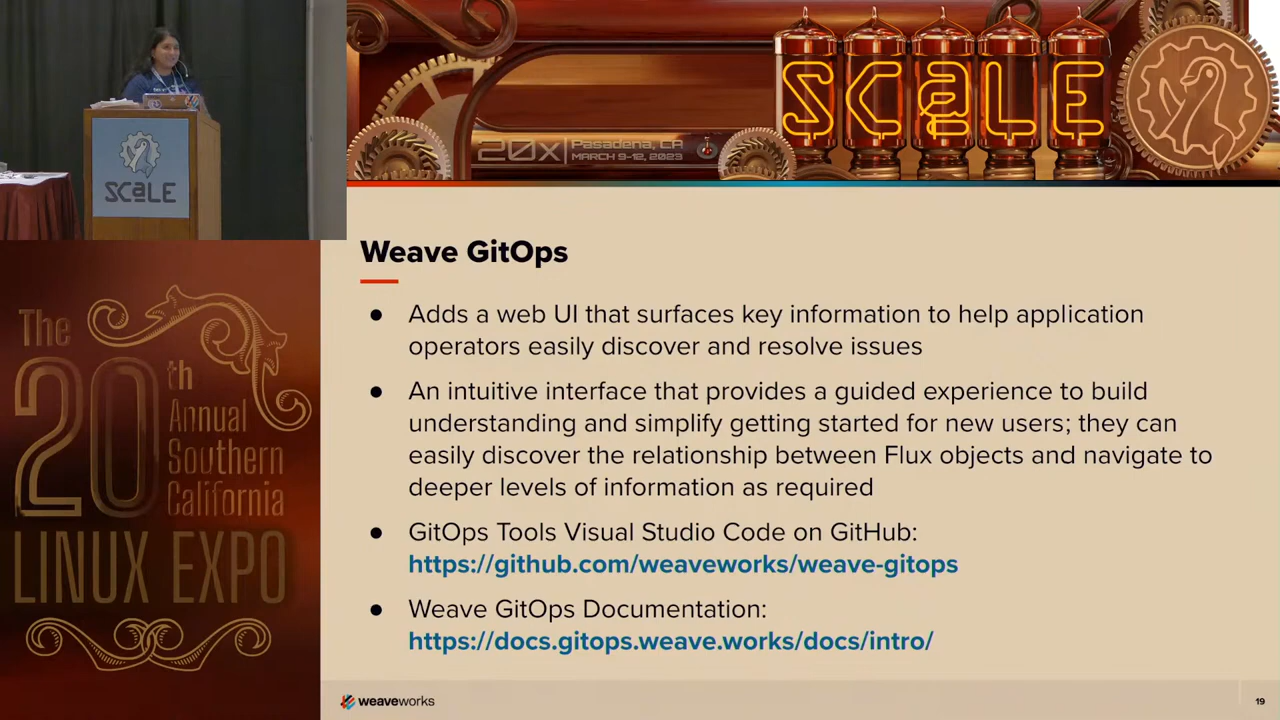 SCaLE
20x
Pasadena, CA
MARCH 9-12, 2023
SCaLE
The
20th
Annual
Southern
California
LINUX EXPO
Weave GitOps
● Adds a web UI that surfaces key information to help application
operators easily discover and resolve issues
● An intuitive interface that provides a guided experience to build
understanding and simplify getting started for new users; they can
easily discover the relationship between Flux objects and navigate to
deeper levels of information as required
● GitOps Tools Visual Studio Code on GitHub:
https://github.com/weaveworks/weave-gitops
● Weave GitOps Documentation:
https://docs.gitops.weave.works/docs/intro/
weaveworks
19